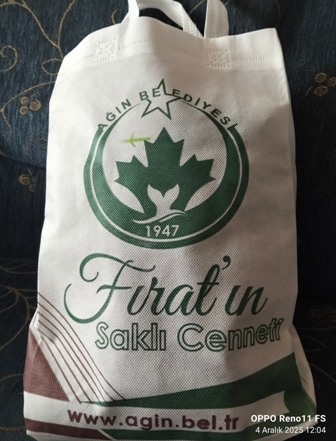 AĞIN BELEDİYESİ
1947
Fırat'ın
Saklı Cenneti
www.agin.bel.tr
OPPO Reno11 FS
4 Aralık 2025 12:04